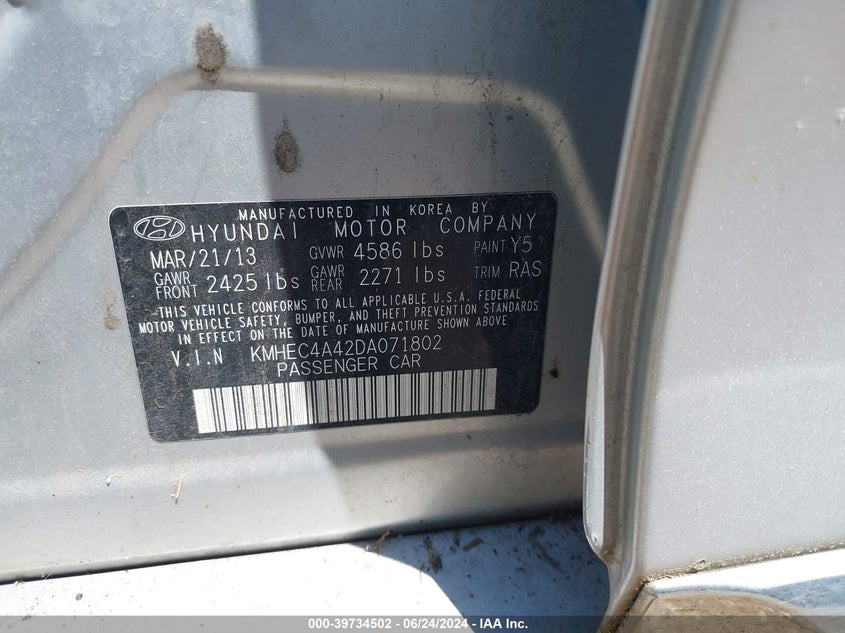 MANUFACTURED IN KOREA BY
HYUNDAI MOTOR COMPANY
MAR/21/13 GVWR 4586 lbs PAINT Y5
GAWR FRONT 2425 lbs GAWR REAR 2271 lbs TRIM RAS
THIS VEHICLE CONFORMS TO ALL APPLICABLE U.S.A. FEDERAL
MOTOR VEHICLE SAFETY, BUMPER, AND THEFT PREVENTION STANDARDS
IN EFFECT ON THE DATE OF MANUFACTURE SHOWN ABOVE
V.I.N KMHEC4A42DA071802
PASSENGER CAR
000-39734502 - 06/24/2024 - IAA, Inc.